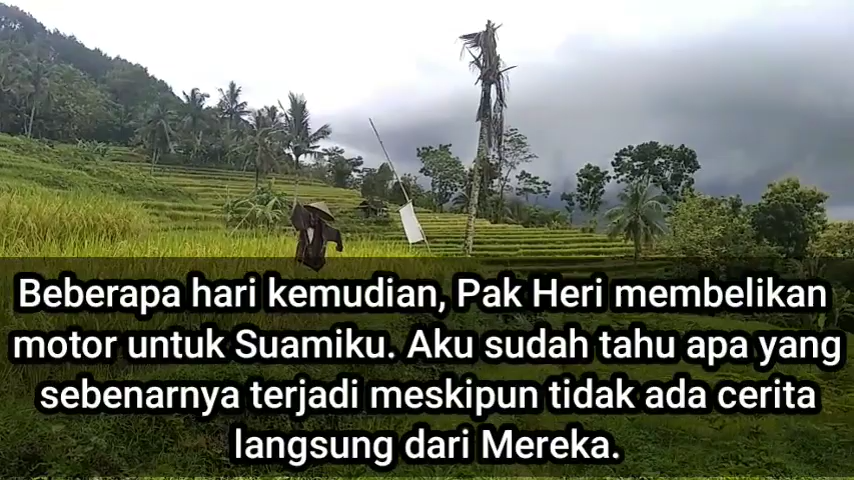 Beberapa hari kemudian, Pak Heri membelikan
motor untuk Suamiku. Aku sudah tahu apa yang
sebenarnya terjadi meskipun tidak ada cerita
langsung dari Mereka.